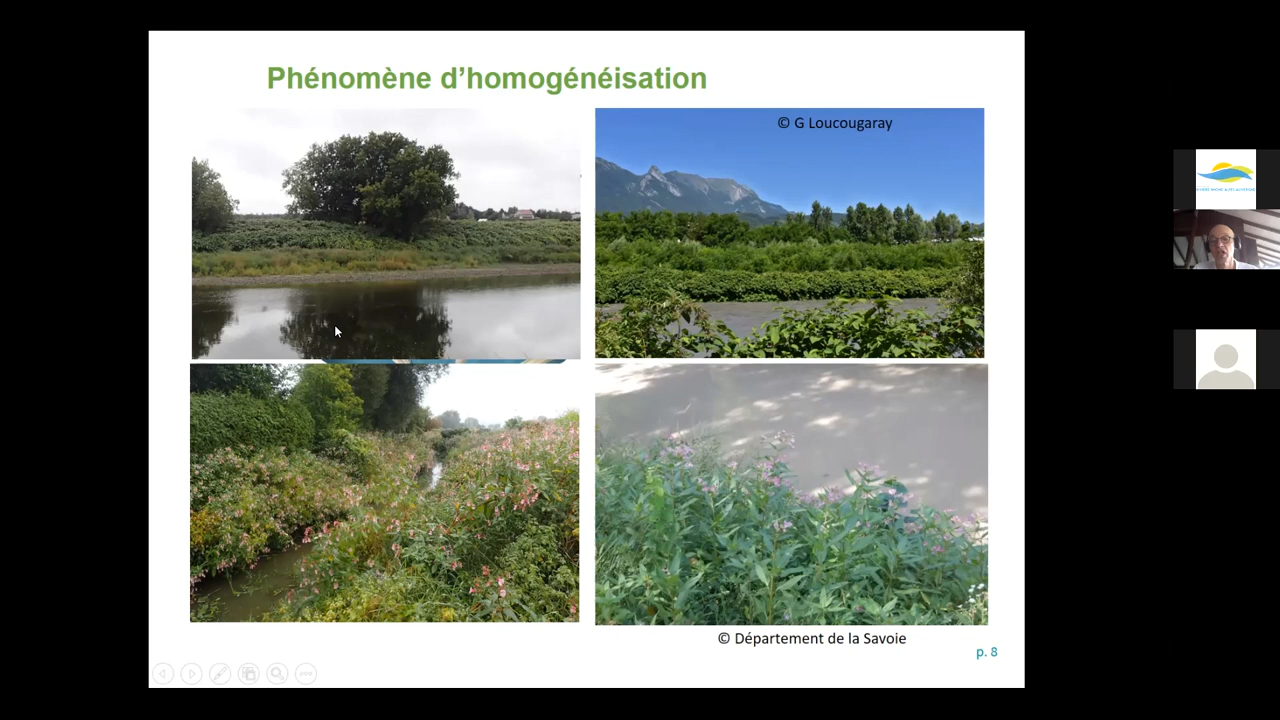 Phénomène d’homogénéisation
© G Loucougaray
© Département de la Savoie
p. 8